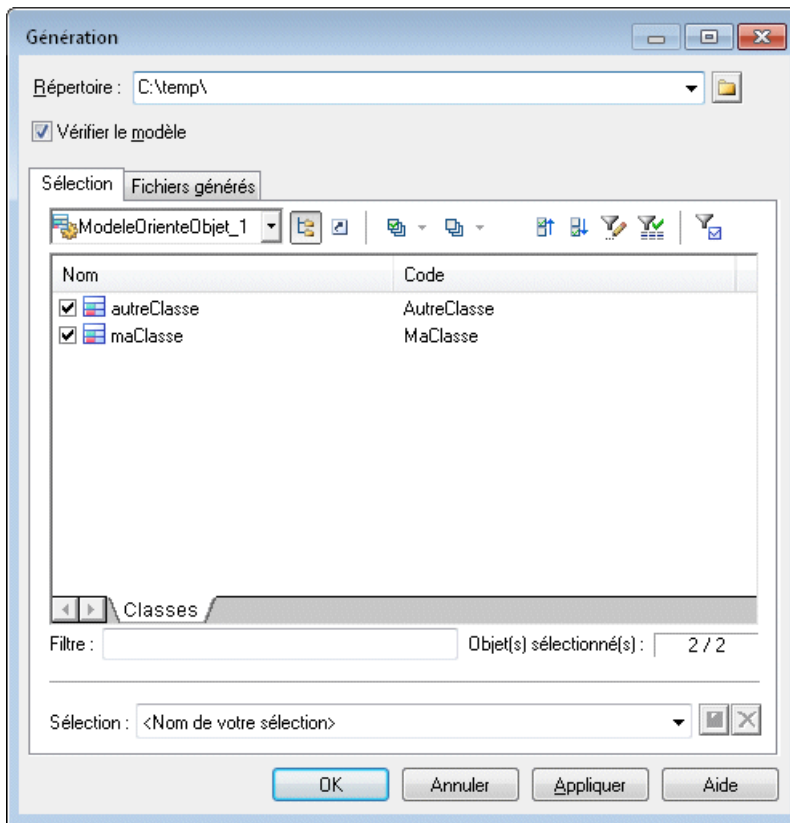 Génération
Répertoire : C:\temp\
Vérifier le modèle
Sélection Fichiers générés
ModeleOrienteObjet_1
Nom Code
autreClasse AutreClasse
maClasse MaClasse
Classes
Filtre : Objet(s) sélectionné(s) : 2 / 2
Sélection : <Nom de votre sélection>
OK Annuler Appliquer Aide